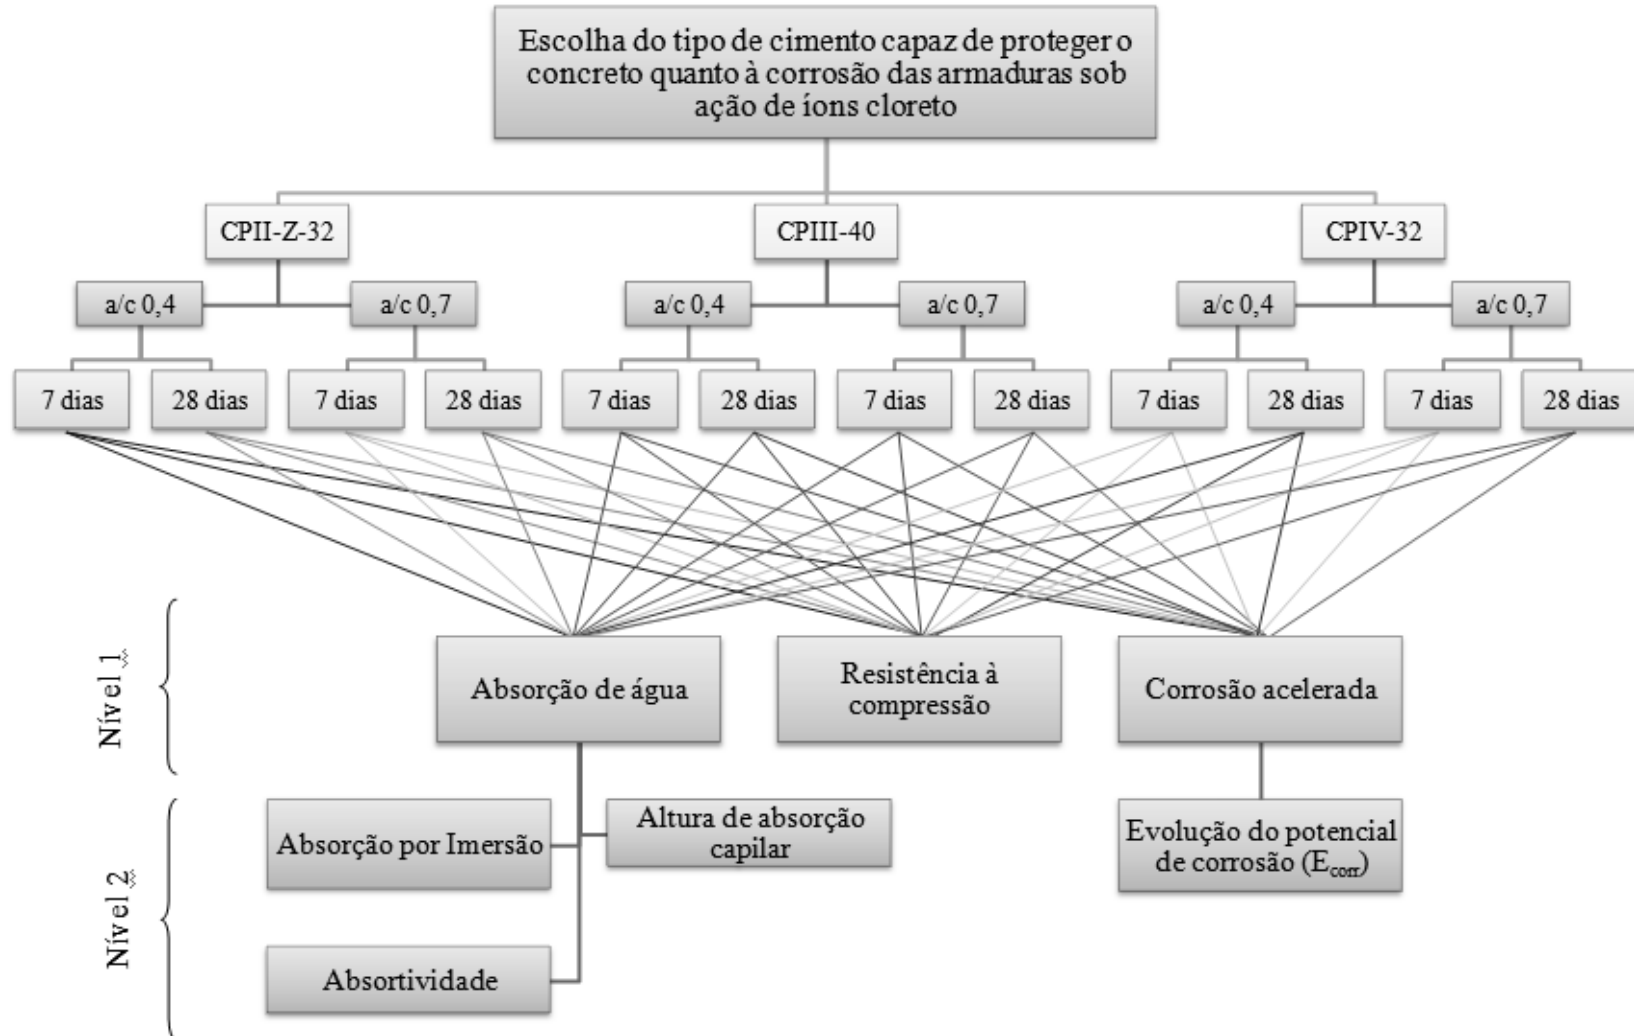 Escolha do tipo de cimento capaz de proteger o
concreto quanto à corrosão das armaduras sob
ação de íons cloreto
CPII-Z-32
CPIII-40
CPIV-32
a/c 0,4
a/c 0,7
a/c 0,4
a/c 0,7
a/c 0,4
a/c 0,7
7 dias
28 dias
7 dias
28 dias
7 dias
28 dias
7 dias
28 dias
7 dias
28 dias
7 dias
28 dias
Nível 1
Absorção de água
Resistência à
compressão
Corrosão acelerada
Nível 2
Absorção por Imersão
Altura de absorção
capilar
Evolução do potencial
de corrosão (Ecorr)
Absortividade